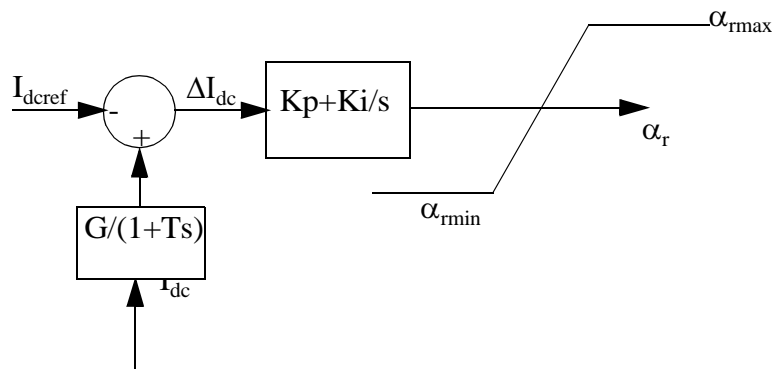 α_rmax
I_dcref
-
ΔI_dc
Kp+Ki/s
+
α_r
α_rmin
G/(1+Ts)
I_dc